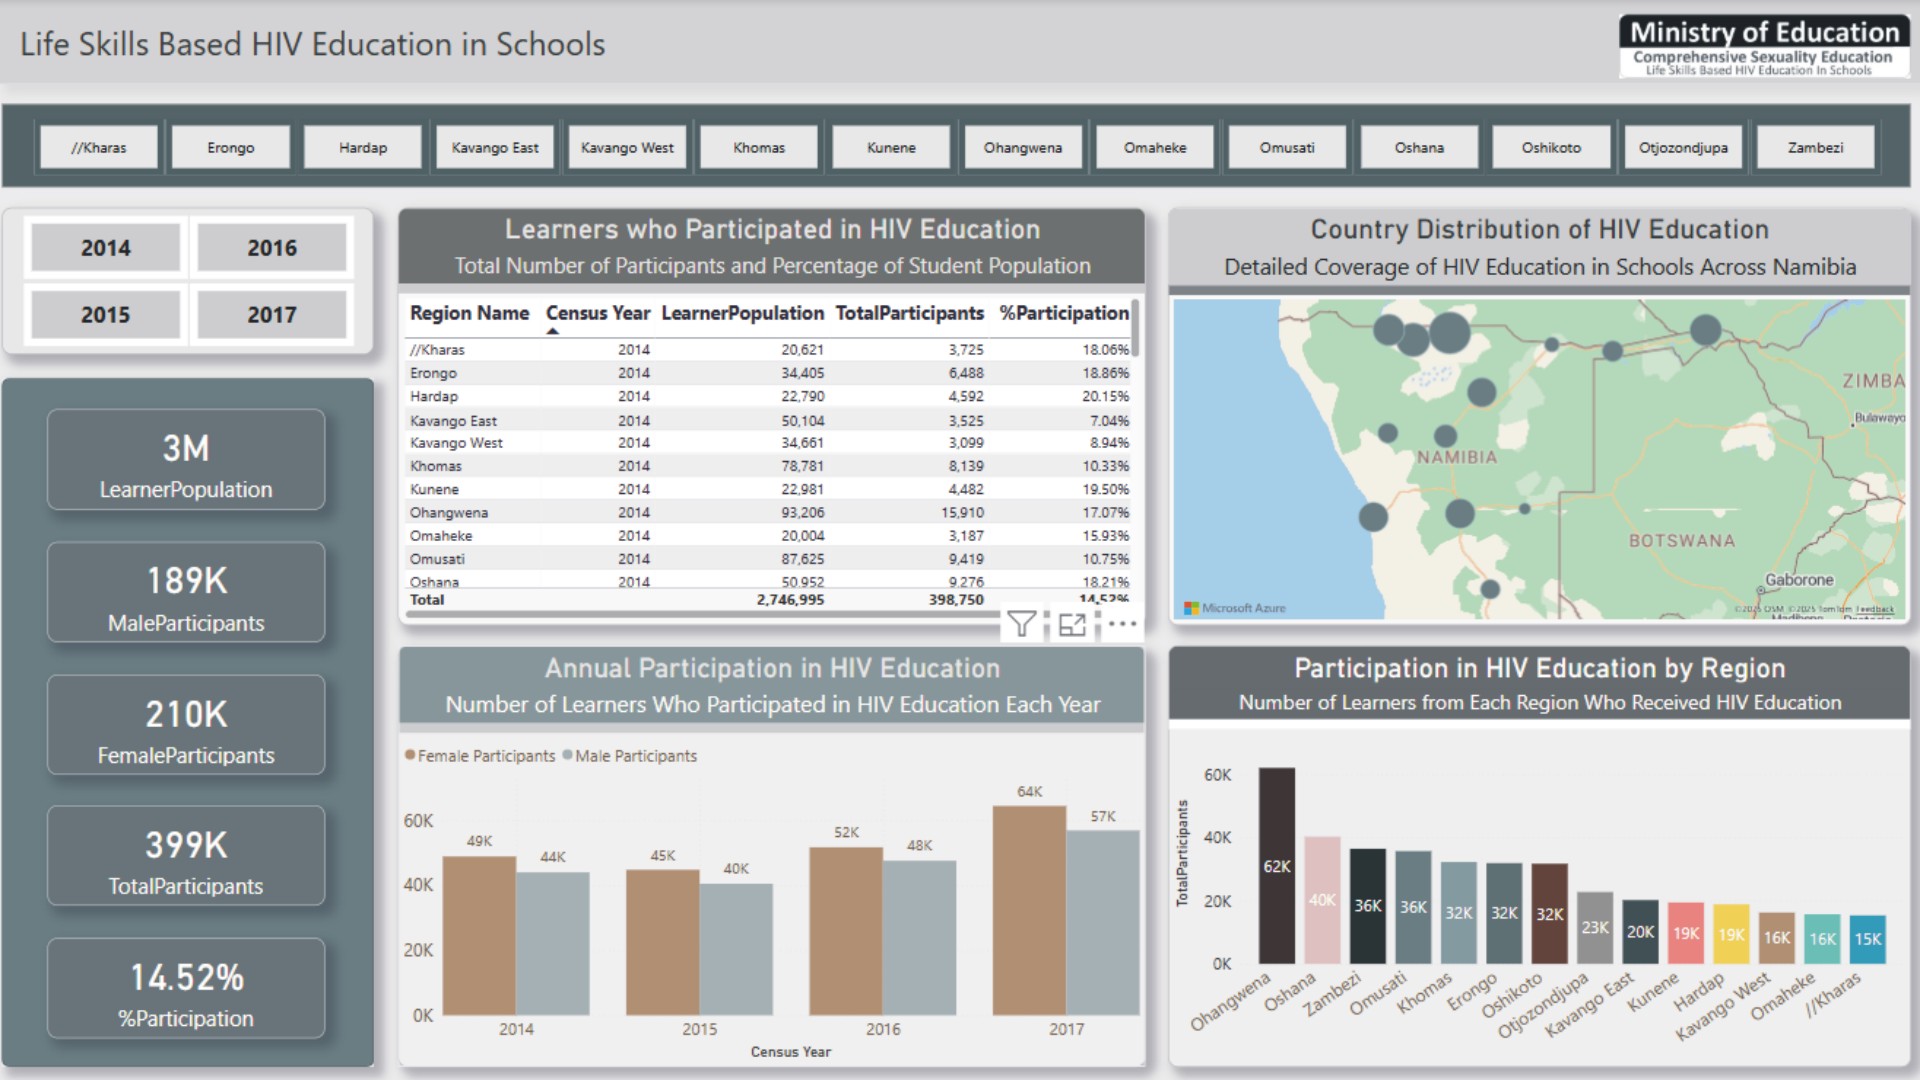 Life Skills Based HIV Education in Schools
Ministry of Education
Comprehensive Sexuality Education
Life Skills Based HIV Education In Schools
//Kharas Erongo Hardap Kavango East Kavango West Khomas Kunene Ohangwena Omaheke Omusati Oshana Oshikoto Otjozondjupa Zambezi
2014 2016
2015 2017
3M
LearnerPopulation
189K
MaleParticipants
210K
FemaleParticipants
399K
TotalParticipants
14.52%
%Participation
Learners who Participated in HIV Education
Total Number of Participants and Percentage of Student Population
Region Name Census Year LearnerPopulation TotalParticipants %Participation
//Kharas 2014 20,621 3,725 18.06%
Erongo 2014 34,405 6,488 18.86%
Hardap 2014 22,790 4,592 20.15%
Kavango East 2014 50,104 3,525 7.04%
Kavango West 2014 34,661 3,099 8.94%
Khomas 2014 78,781 8,139 10.33%
Kunene 2014 22,981 4,482 19.50%
Ohangwena 2014 93,206 15,910 17.07%
Omaheke 2014 20,004 3,187 15.93%
Omusati 2014 87,625 9,419 10.75%
Oshana 2014 50,952 9,276 18.21%
Total 2,746,995 398,750 14.52%
Country Distribution of HIV Education
Detailed Coverage of HIV Education in Schools Across Namibia
ZIMBA
Bulawayo
NAMIBIA
BOTSWANA
Gaborone
Microsoft Azure
©2025 OSM ©2025 TomTom Feedback
Annual Participation in HIV Education
Number of Learners Who Participated in HIV Education Each Year
Female Participants Male Participants
60K
40K
20K
0K
49K 44K 45K 40K 52K 48K 64K 57K
2014 2015 2016 2017
Census Year
Participation in HIV Education by Region
Number of Learners from Each Region Who Received HIV Education
TotalParticipants
60K
40K
20K
0K
62K 40K 36K 36K 32K 32K 32K 23K 20K 19K 19K 16K 16K 15K
Ohangwena Oshana Zambezi Omusati Khomas Erongo Oshikoto Otjozondjupa Kavango East Kunene Hardap Kavango West Omaheke //Kharas